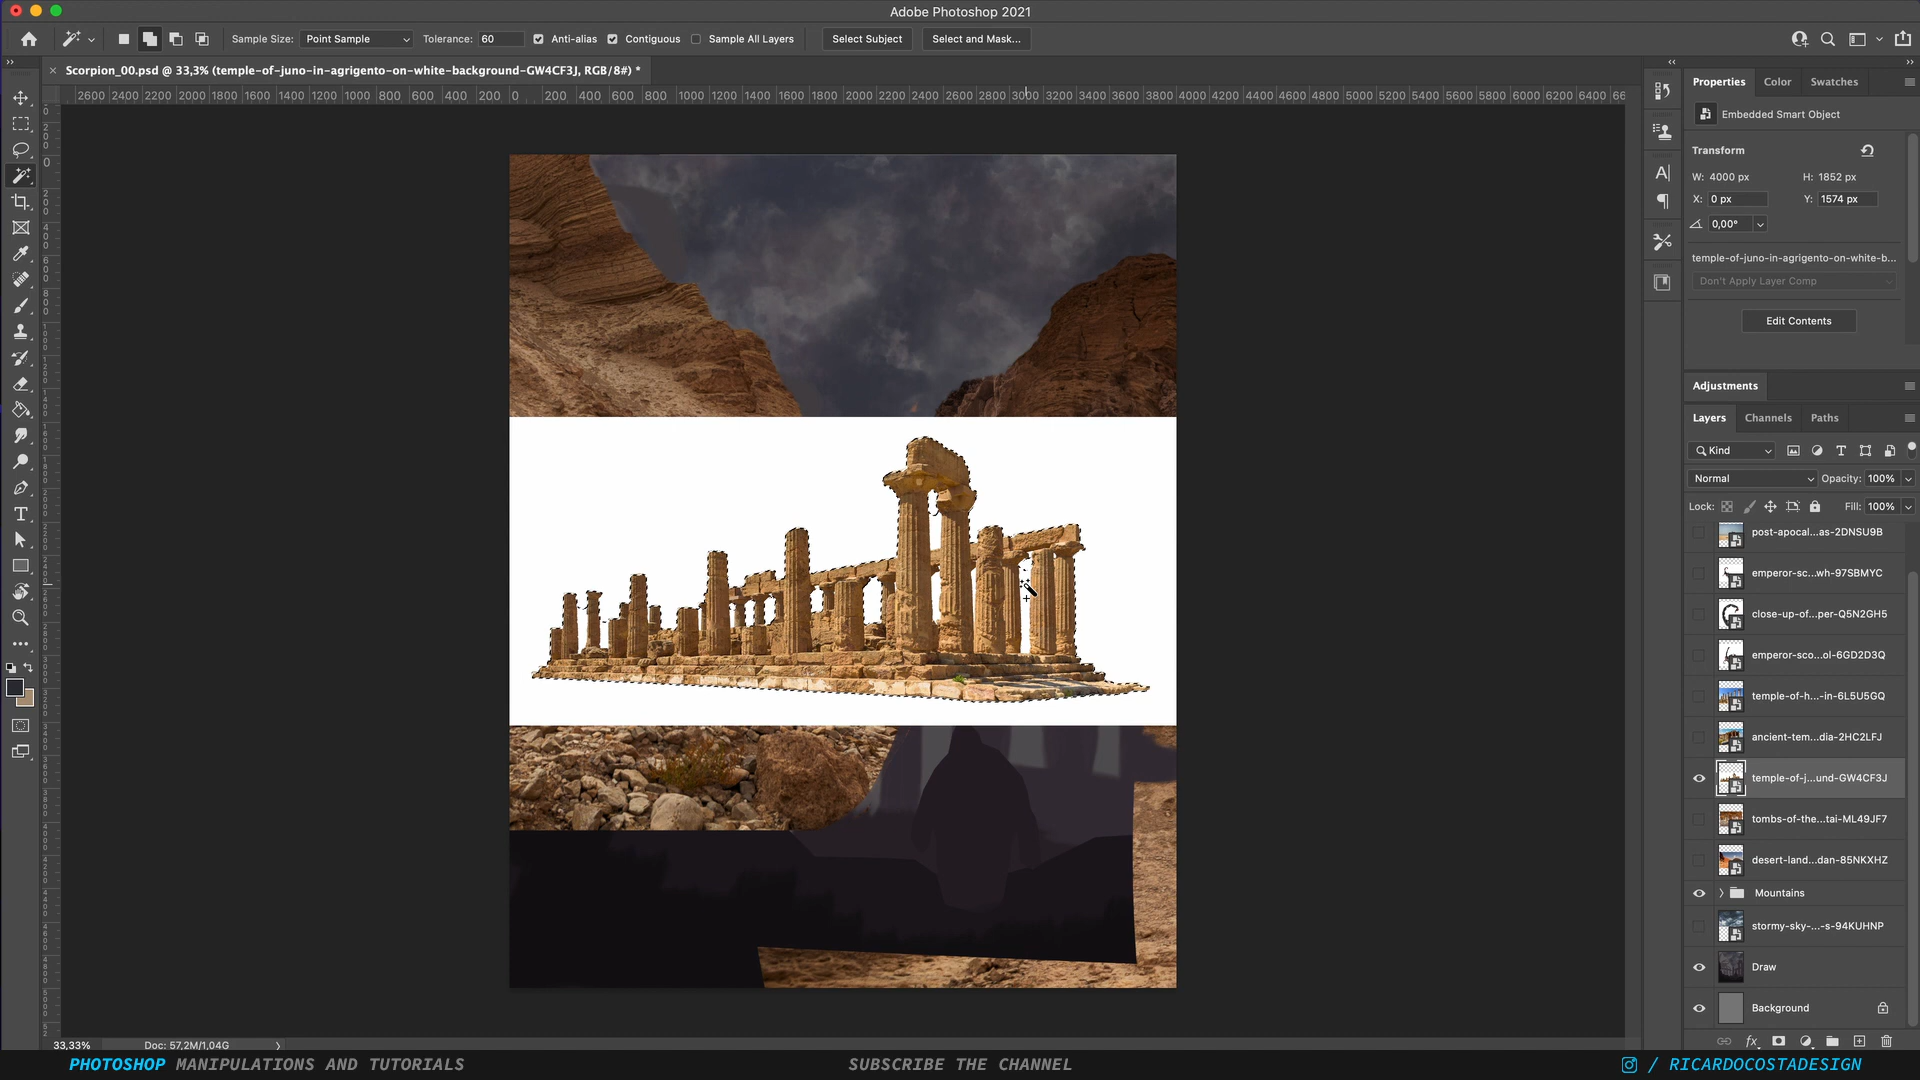 Adobe Photoshop 2021
Sample Size: Point Sample Tolerance: 60 Anti-alias Contiguous Sample All Layers Select Subject Select and Mask...
Scorpion_00.psd @ 33,3% (temple-of-juno-in-agrigento-on-white-background-GW4CF3J, RGB/8#) *
2600 2400 2200 2000 1800 1600 1400 1200 1000 800 600 400 200 0 200 400 600 800 1000 1200 1400 1600 1800 2000 2200 2400 2600 2800 3000 3200 3400 3600 3800 4000 4200 4400 4600 4800 5000 5200 5400 5600 5800 6000 6200 6400 66
Properties Color Swatches
Embedded Smart Object
Transform
W: 4000 px H: 1852 px
X: 0 px Y: 1574 px
0,00°
temple-of-juno-in-agrigento-on-white-b...
Don't Apply Layer Comp
Edit Contents
Adjustments
Layers Channels Paths
Kind
Normal Opacity: 100%
Lock: Fill: 100%
post-apocal...as-2DNSU9B
emperor-sc...wh-97SBMYC
close-up-of...per-Q5N2GH5
emperor-sco...ol-6GD2D3Q
temple-of-h...-in-6L5U5GQ
ancient-tem...dia-2HC2LFJ
temple-of-j...und-GW4CF3J
tombs-of-the...tai-ML49JF7
desert-land...dan-85NKXHZ
Mountains
stormy-sky-...-s-94KUHNP
Draw
Background
33,33% Doc: 57,2M/1,04G
PHOTOSHOP MANIPULATIONS AND TUTORIALS SUBSCRIBE THE CHANNEL / RICARDOCOSTADESIGN